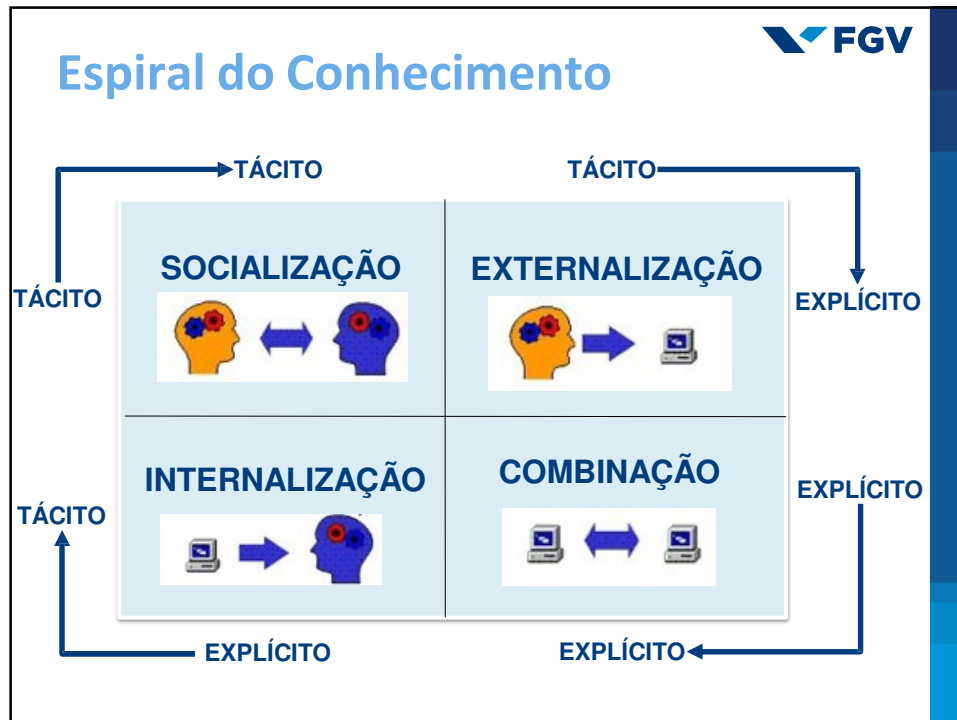 FGV
Espiral do Conhecimento
TÁCITO TÁCITO
SOCIALIZAÇÃO EXTERNALIZAÇÃO
TÁCITO EXPLÍCITO
INTERNALIZAÇÃO COMBINAÇÃO
TÁCITO EXPLÍCITO
EXPLÍCITO EXPLÍCITO